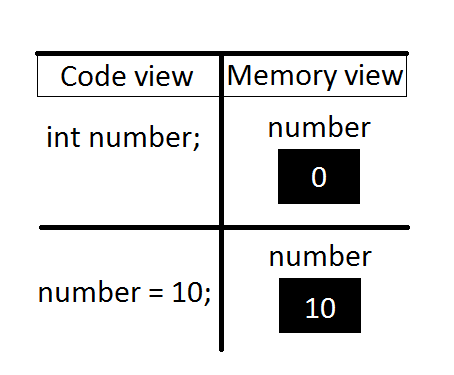 Code view
Memory view
int number;
number
0
number = 10;
number
10